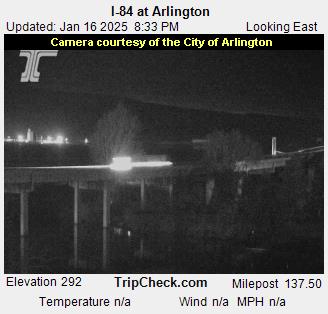 I-84 at Arlington
Updated: Jan 16 2025 8:33 PM Looking East
Camera courtesy of the City of Arlington
Elevation 292 TripCheck.com Milepost 137.50
Temperature n/a Wind n/a MPH n/a